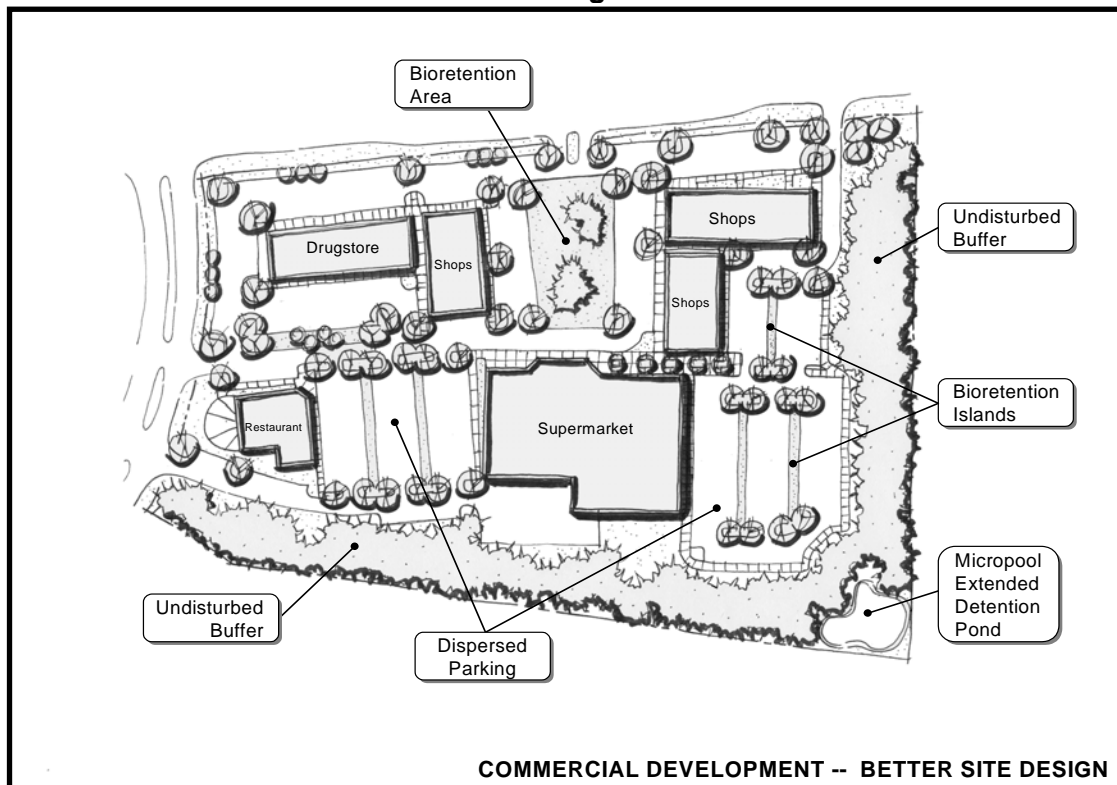 Bioretention
Area
Drugstore
Shops
Shops
Undisturbed
Buffer
Shops
Restaurant
Supermarket
Bioretention
Islands
Undisturbed
Buffer
Dispersed
Parking
Micropool
Extended
Detention
Pond
COMMERCIAL DEVELOPMENT -- BETTER SITE DESIGN